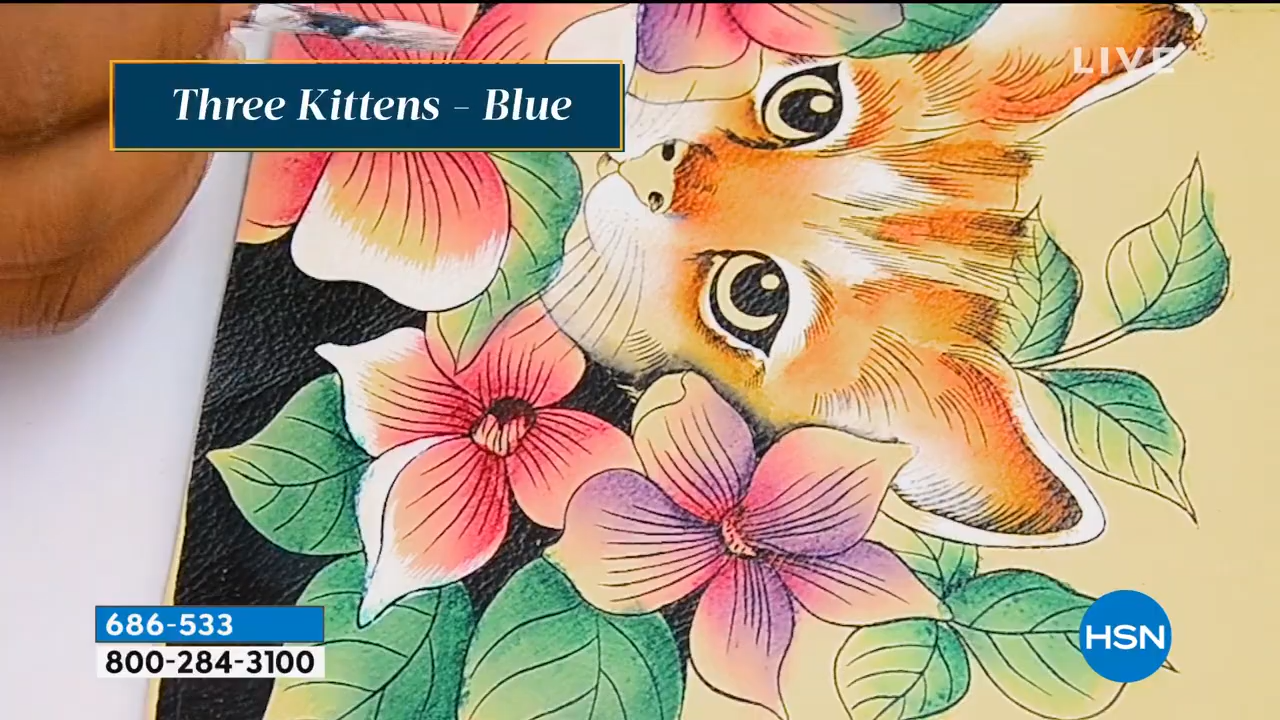 LIVE
Three Kittens - Blue
686-533
800-284-3100
HSN